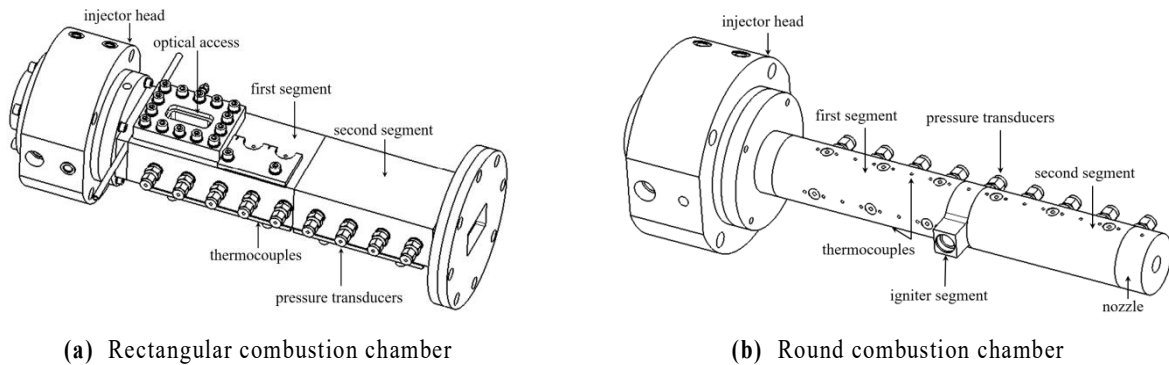 injector head
optical access
first segment
second segment
thermocouples
pressure transducers
(a) Rectangular combustion chamber
injector head
first segment
pressure transducers
second segment
thermocouples
igniter segment
nozzle
(b) Round combustion chamber